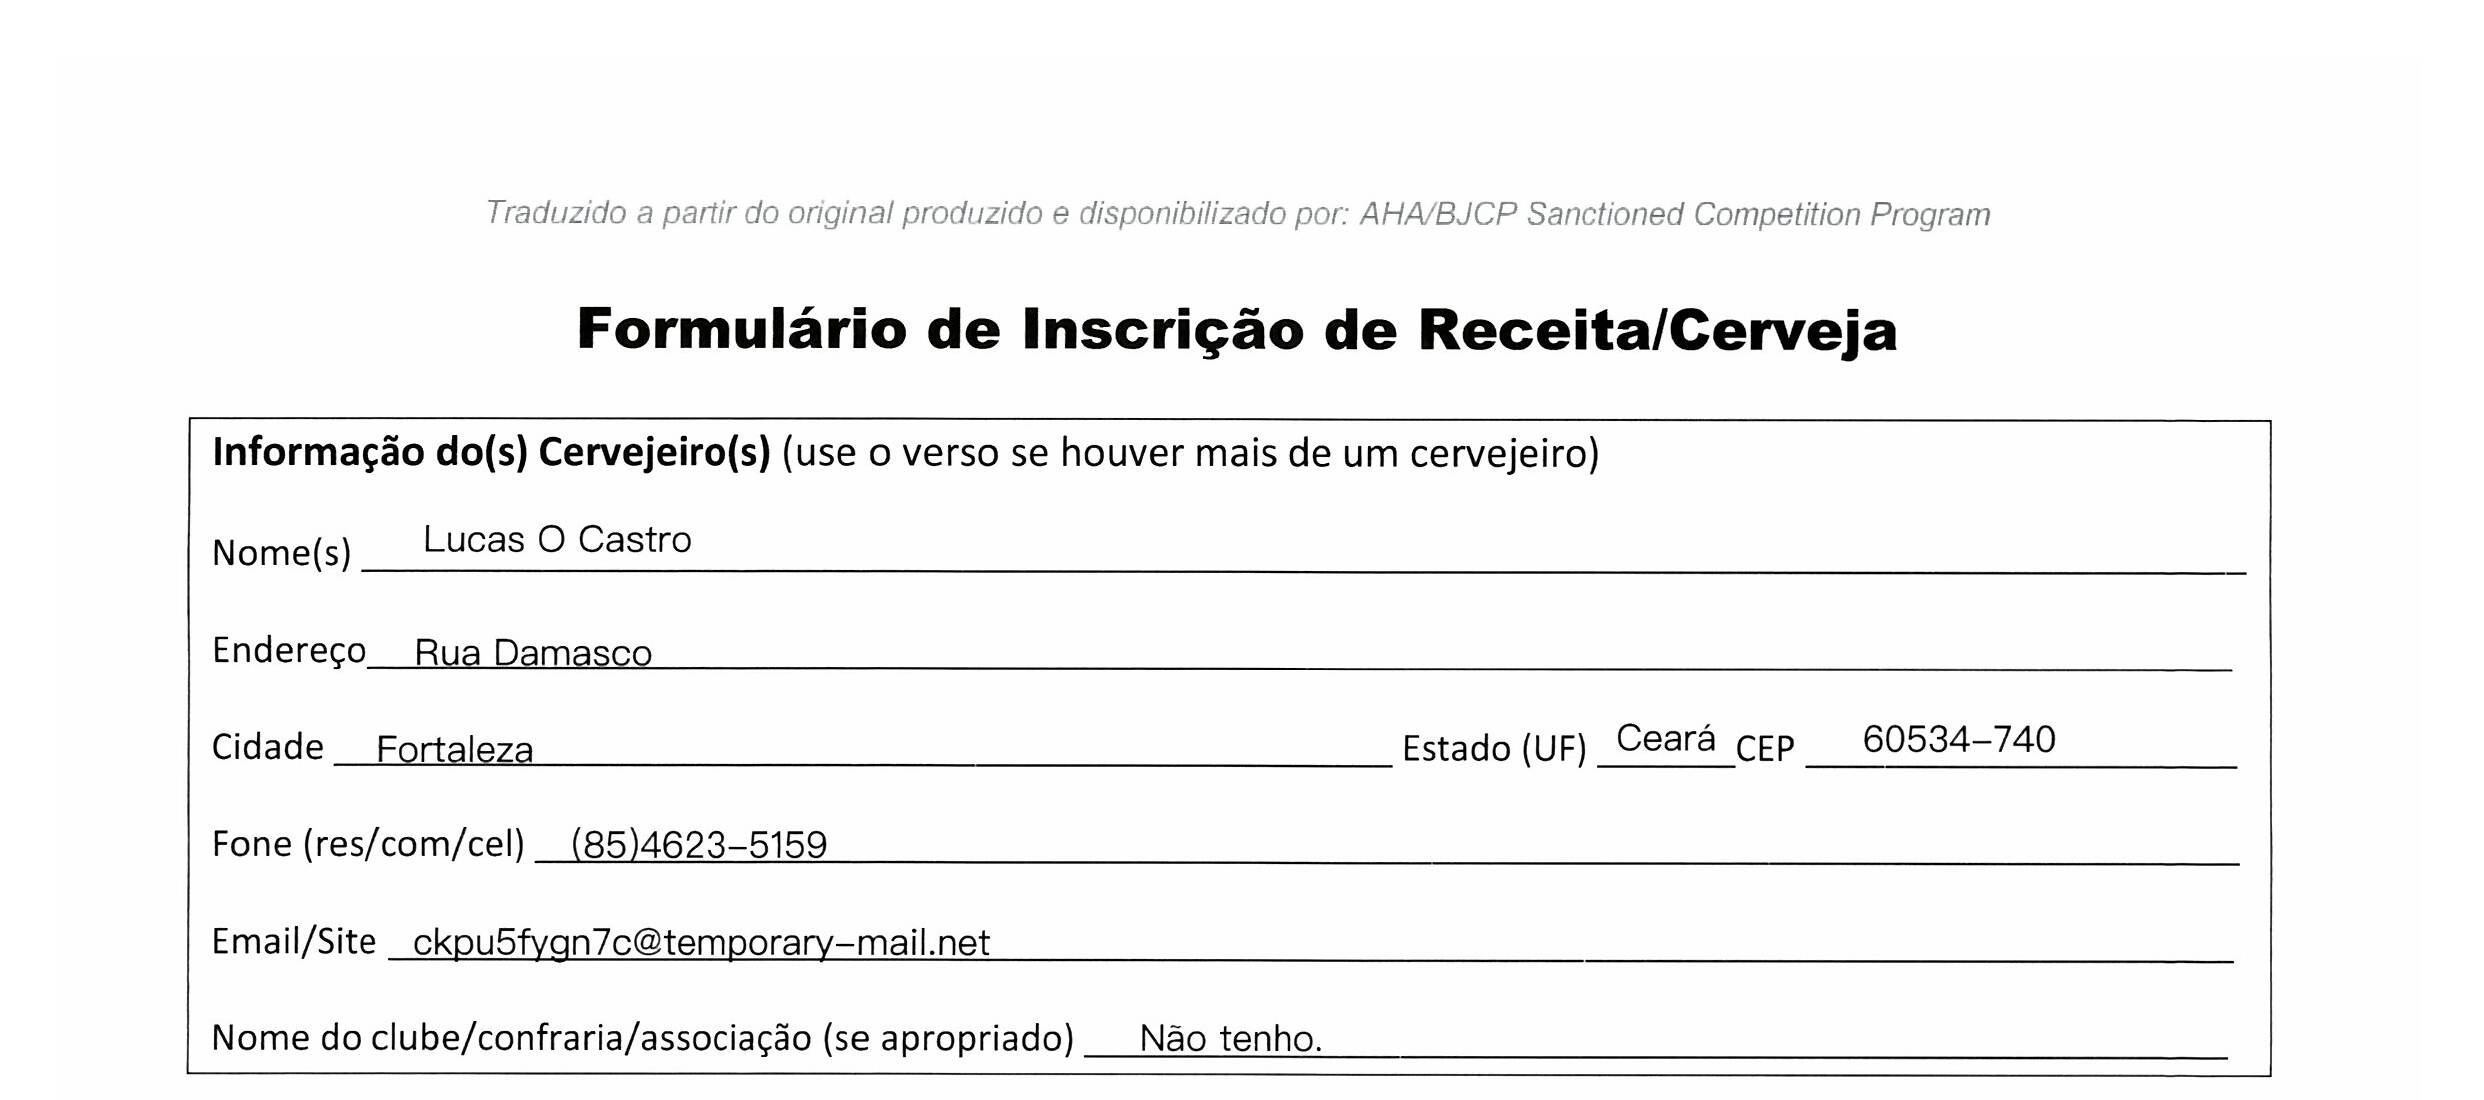 Traduzido a partir do original produzido e disponibilizado por: AHA/BJCP Sanctioned Competition Program
Formulário de Inscrição de Receita/Cerveja
Informação do(s) Cervejeiro(s) (use o verso se houver mais de um cervejeiro)
Nome(s) Lucas O Castro
Endereço Rua Damasco
Cidade Fortaleza Estado (UF) Ceará CEP 60534-740
Fone (res/com/cel) (85)4623-5159
Email/Site ckpu5fygn7c@temporary-mail.net
Nome do clube/confraria/associação (se apropriado) Não tenho.